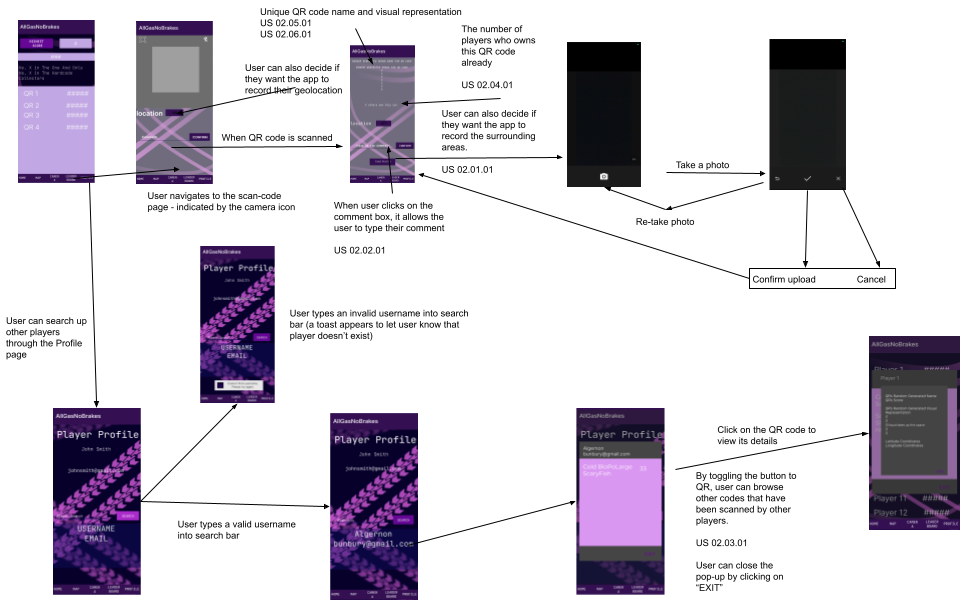 Unique QR code name and visual representation
US 02.05.01
US 02.06.01
The number of
players who owns
this QR code
already
US 02.04.01
AllGasNoBrakes
QR 1 #####
QR 2 #####
QR 3 #####
QR 4 #####
AllGasNoBrakes
location
User can also decide if
they want the app to
record their geolocation
When QR code is scanned
User navigates to the scan-code
page - indicated by the camera icon
AllGasNoBrakes
location
User can also decide if
they want the app to
record the surrounding
areas.
US 02.01.01
When user clicks on the
comment box, it allows the
user to type their comment
US 02.02.01
Take a photo
Re-take photo
Confirm upload Cancel
User can search up
other players
through the Profile
page
AllGasNoBrakes
Player Profile
John Smith
USERNAME
EMAIL
User types an invalid username into search
bar (a toast appears to let user know that
player doesn't exist)
AllGasNoBrakes
Player Profile
John Smith
johnsmith@gmail.com
SEARCH
USERNAME
EMAIL
HOME MAP CAMERA LEADERBOARD PROFILE
User types a valid username
into search bar
AllGasNoBrakes
Player Profile
John Smith
SEARCH
Algernon
bunbury@gmail.com
AllGasNoBrakes
Player Profile
Algernon
bunbury@gmail.com
ScaryFish
Click on the QR code to
view its details
By toggling the button to
QR, user can browse
other codes that have
been scanned by other
players.
US 02.03.01
User can close the
pop-up by clicking on
“EXIT”
AllGasNoBrakes
Player 1
Player 11 #####
Player 12 #####